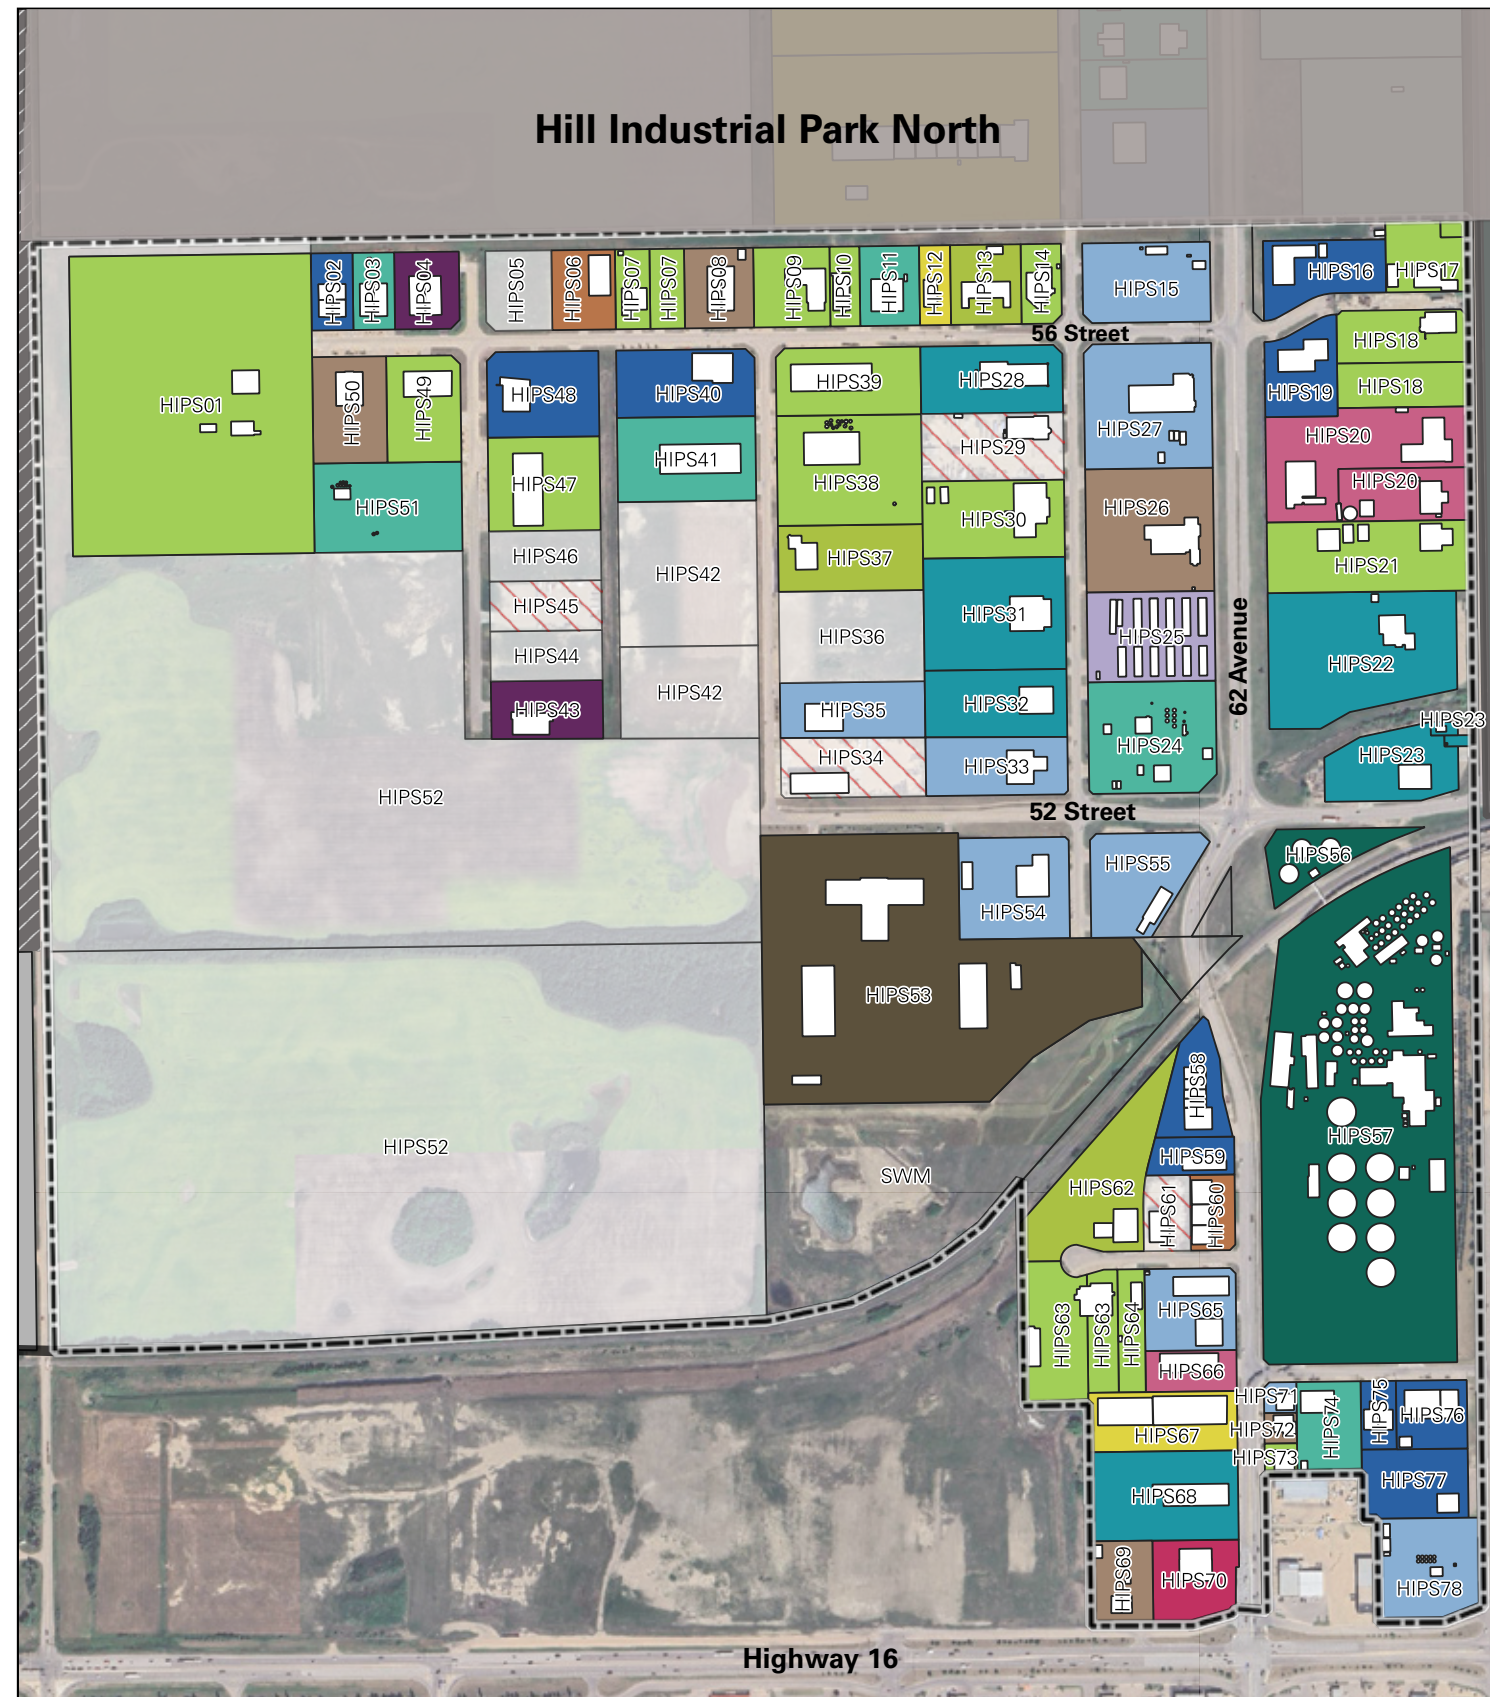 Hill Industrial Park North
HIPS01
HIPS02
HIPS03
HIPS04
HIPS05
HIPS06
HIPS07
HIPS07
HIPS08
HIPS09
HIPS10
HIPS11
HIPS12
HIPS13
HIPS14
HIPS15
HIPS16
HIPS17
56 Street
HIPS50
HIPS49
HIPS48
HIPS40
HIPS39
HIPS28
HIPS27
HIPS19
HIPS18
HIPS18
HIPS51
HIPS47
HIPS41
HIPS38
HIPS29
HIPS30
HIPS26
HIPS20
HIPS20
HIPS46
HIPS45
HIPS44
HIPS43
HIPS42
HIPS42
HIPS37
HIPS36
HIPS35
HIPS34
HIPS31
HIPS32
HIPS33
HIPS25
HIPS24
62 Avenue
HIPS21
HIPS22
HIPS23
HIPS23
HIPS52
52 Street
HIPS53
HIPS54
HIPS55
HIPS56
HIPS57
HIPS52
SWM
HIPS58
HIPS59
HIPS62
HIPS61
HIPS60
HIPS63
HIPS63
HIPS64
HIPS65
HIPS66
HIPS67
HIPS68
HIPS69
HIPS70
HIPS71
HIPS72
HIPS73
HIPS74
HIPS75
HIPS76
HIPS77
HIPS78
Highway 16